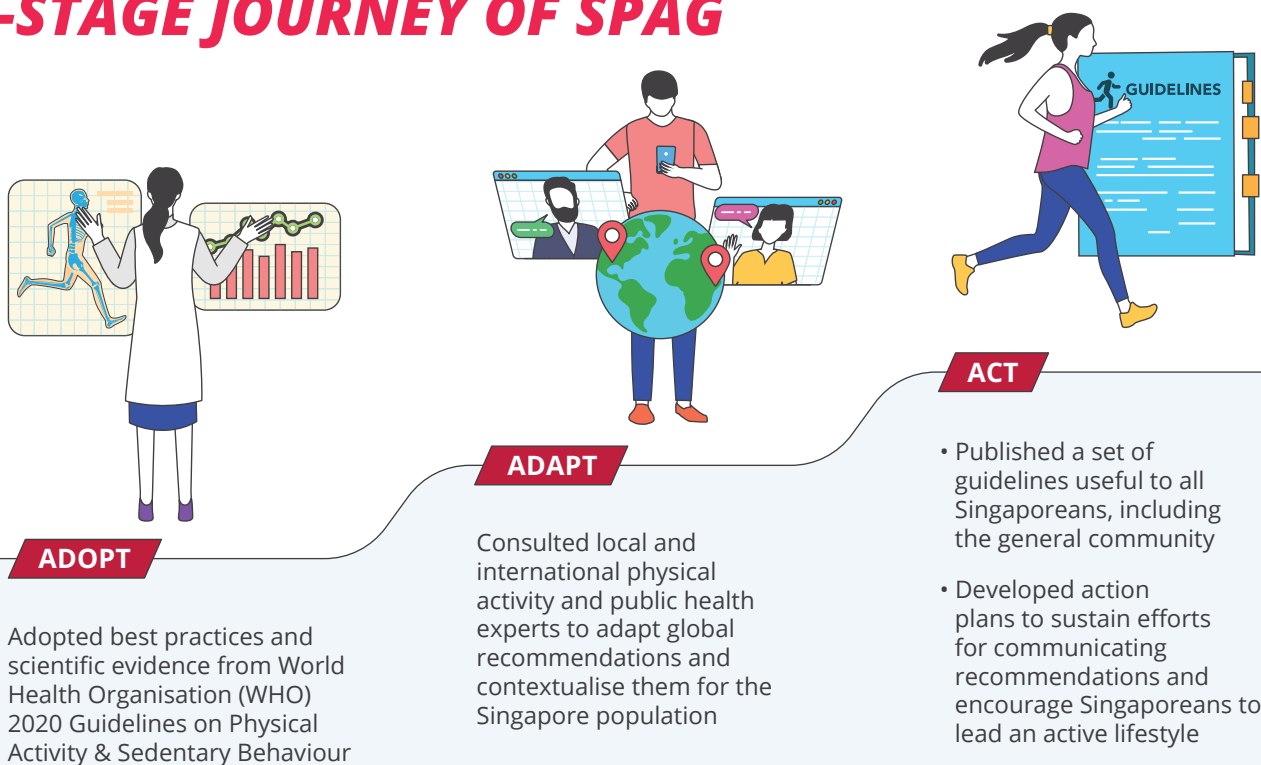 -STAGE JOURNEY OF SPAG
GUIDELINES
ADOPT
Adopted best practices and
scientific evidence from World
Health Organisation (WHO)
2020 Guidelines on Physical
Activity & Sedentary Behaviour
ADAPT
Consulted local and
international physical
activity and public health
experts to adapt global
recommendations and
contextualise them for the
Singapore population
ACT
• Published a set of
guidelines useful to all
Singaporeans, including
the general community
• Developed action
plans to sustain efforts
for communicating
recommendations and
encourage Singaporeans to
lead an active lifestyle